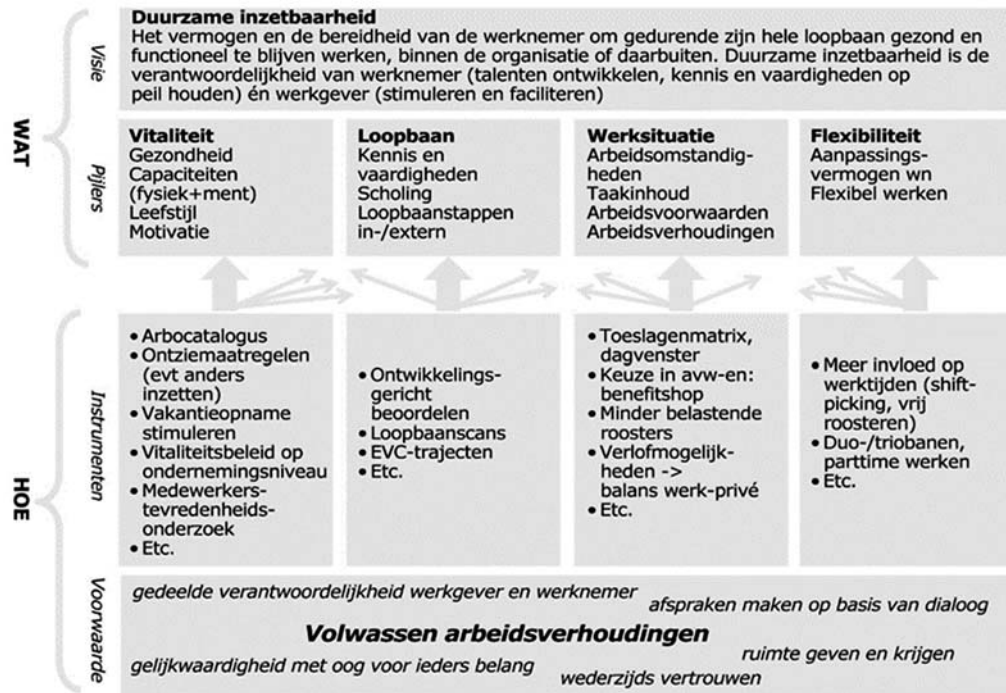 WAT
Visie
Duurzame inzetbaarheid
Het vermogen en de bereidheid van de werknemer om gedurende zijn hele loopbaan gezond en
functioneel te blijven werken, binnen de organisatie of daarbuiten. Duurzame inzetbaarheid is de
verantwoordelijkheid van werknemer (talenten ontwikkelen, kennis en vaardigheden op
peil houden) én werkgever (stimuleren en faciliteren)
Pijlers
Vitaliteit
Gezondheid
Capaciteiten
(fysiek+ment)
Leefstijl
Motivatie
Loopbaan
Kennis en
vaardigheden
Scholing
Loopbaanstappen
in-/extern
Werksituatie
Arbeidsomstandig-
heden
Taakinhoud
Arbeidsvoorwaarden
Arbeidsverhoudingen
Flexibiliteit
Aanpassings-
vermogen wn
Flexibel werken
HOE
Instrumenten
• Arbocatalogus
• Ontziemaatregelen
(evt anders
inzetten)
• Vakantieopname
stimuleren
• Vitaliteitsbeleid op
ondernemingsniveau
• Medewerkers-
tevredenheids-
onderzoek
• Etc.
• Ontwikkelings-
gericht
beoordelen
• Loopbaanscans
• EVC-trajecten
• Etc.
• Toeslagenmatrix,
dagvenster
• Keuze in avw-en:
benefitshop
• Minder belastende
roosters
• Verlofmogelijk-
heden ->
balans werk-privé
• Etc.
• Meer invloed op
werktijden (shift-
picking, vrij
roosteren)
• Duo-/triobanen,
parttime werken
• Etc.
Voorwaarde
gedeelde verantwoordelijkheid werkgever en werknemer
afspraken maken op basis van dialoog
Volwassen arbeidsverhoudingen
ruimte geven en krijgen
gelijkwaardigheid met oog voor ieders belang
wederzijds vertrouwen